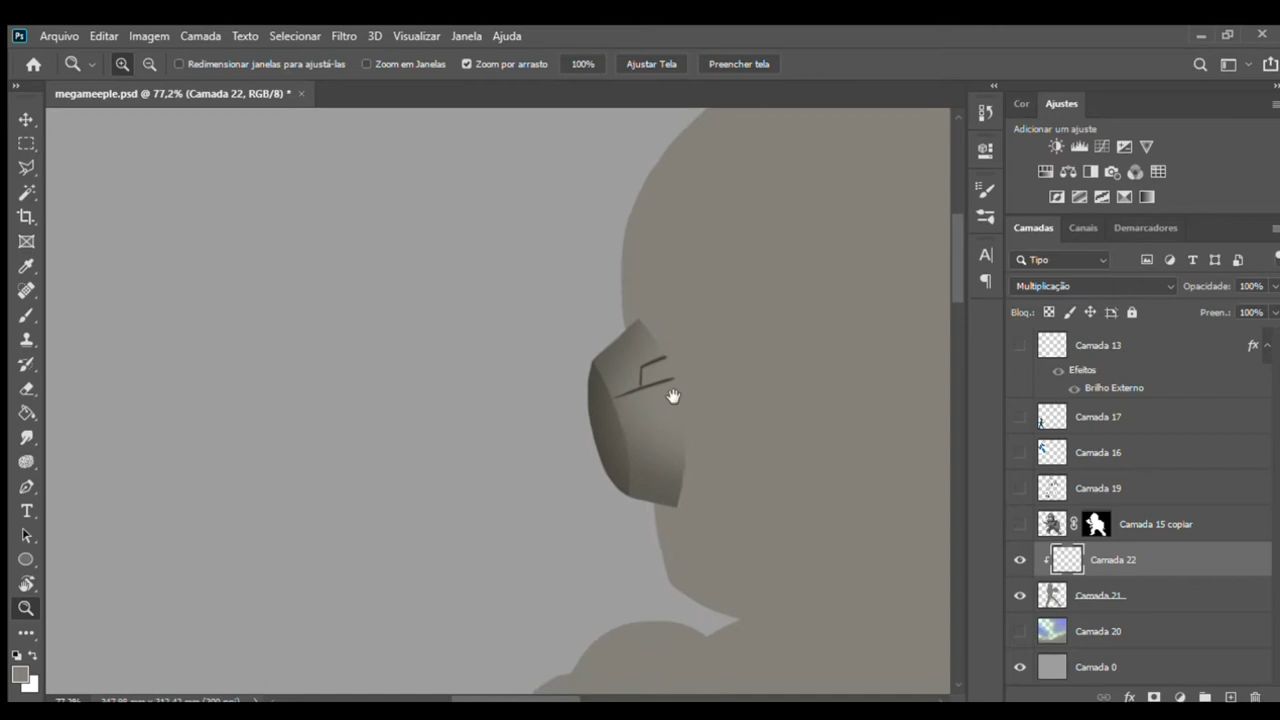 Ps Arquivo Editar Imagem Camada Texto Selecionar Filtro 3D Visualizar Janela Ajuda
Redimensionar janelas para ajustá-las Zoom em Janelas Zoom por arrasto 100% Ajustar Tela Preencher tela
megameeple.psd @ 77,2% (Camada 22, RGB/8) *
Cor Ajustes
Adicionar um ajuste
Camadas Canais Demarcadores
Tipo
Multiplicação Opacidade: 100%
Bloq.: Preen.: 100%
Camada 13 fx
Efeitos
Brilho Externo
Camada 17
Camada 16
Camada 19
Camada 15 copiar
Camada 22
Camada 21
Camada 20
Camada 0
77,2%